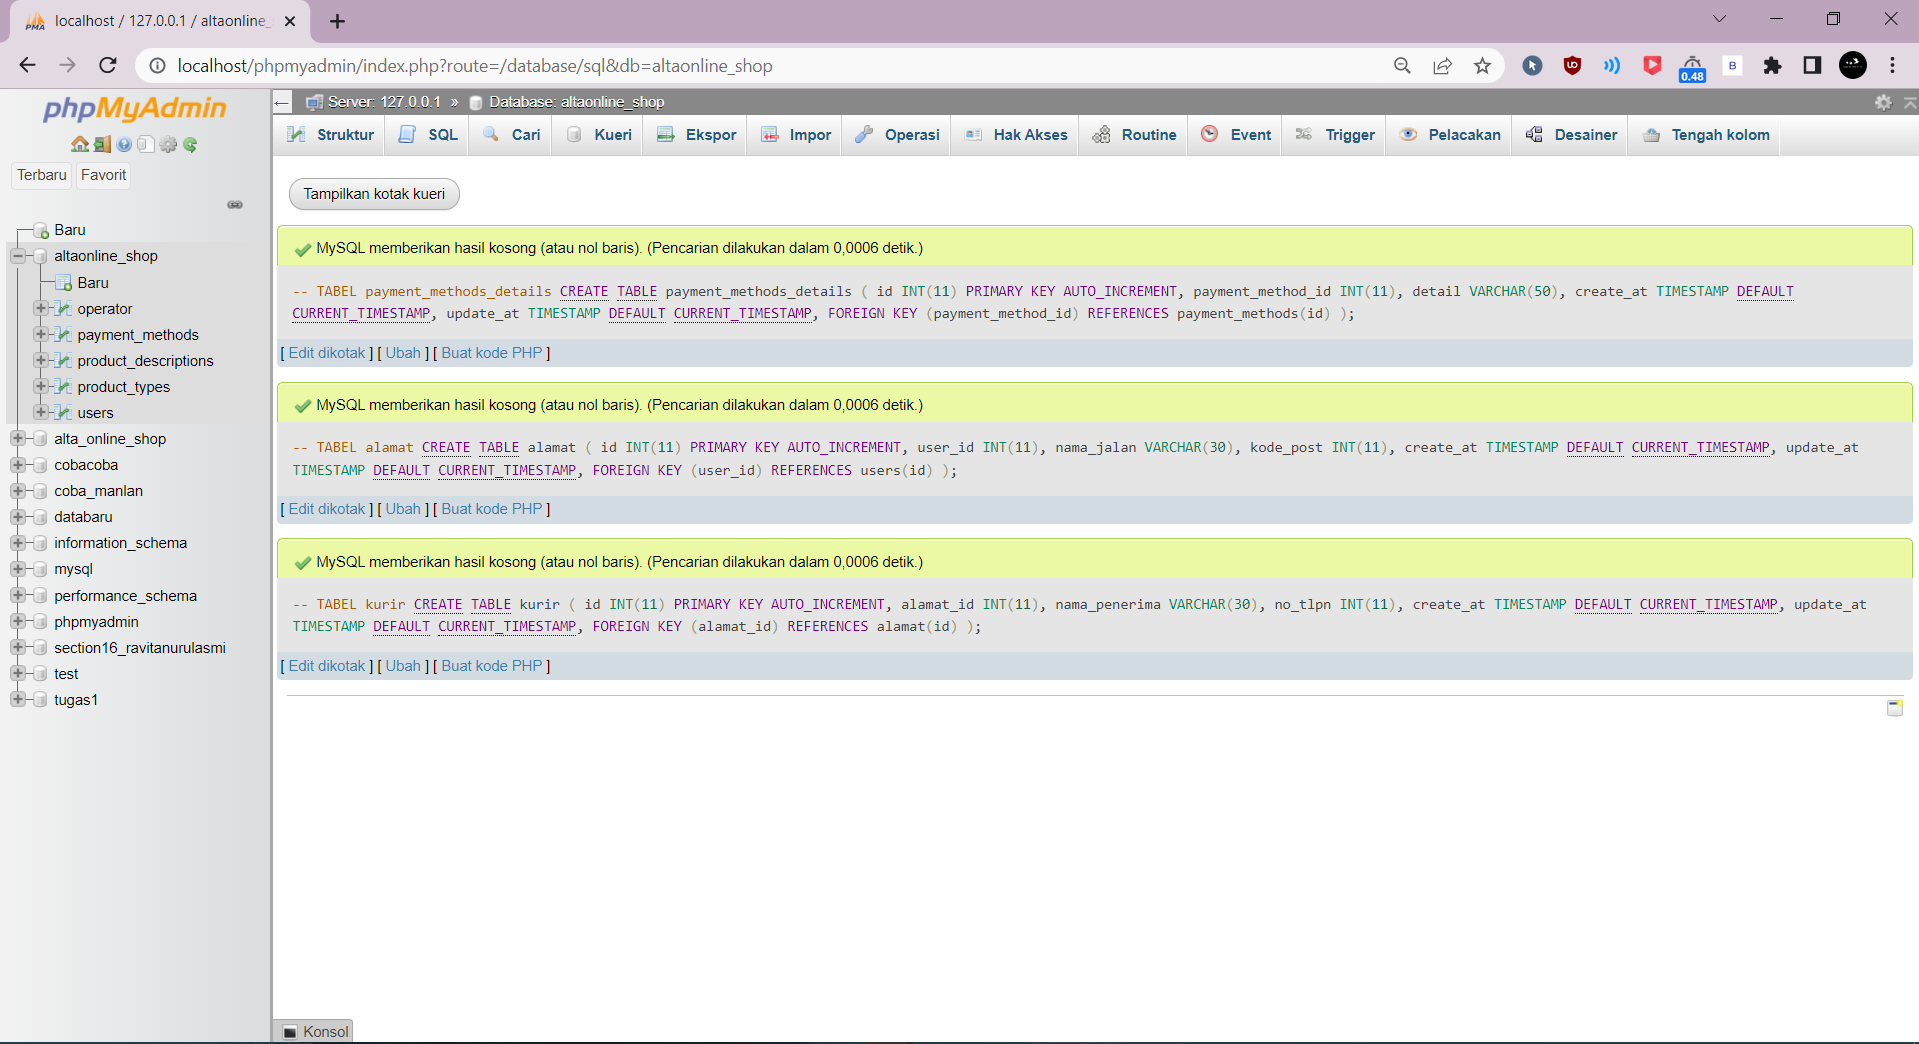 localhost / 127.0.0.1 / altaonline_
localhost/phpmyadmin/index.php?route=/database/sql&db=altaonline_shop
0.48
B
phpMyAdmin
Terbaru Favorit
Baru
altaonline_shop
Baru
operator
payment_methods
product_descriptions
product_types
users
alta_online_shop
cobacoba
coba_manlan
databaru
information_schema
mysql
performance_schema
phpmyadmin
section16_ravitanurulasmi
test
tugas1
Server: 127.0.0.1 » Database: altaonline_shop
Struktur SQL Cari Kueri Ekspor Impor Operasi Hak Akses Routine Event Trigger Pelacakan Desainer Tengah kolom
Tampilkan kotak kueri
MySQL memberikan hasil kosong (atau nol baris). (Pencarian dilakukan dalam 0,0006 detik.)
-- TABEL payment_methods_details CREATE TABLE payment_methods_details ( id INT(11) PRIMARY KEY AUTO_INCREMENT, payment_method_id INT(11), detail VARCHAR(50), create_at TIMESTAMP DEFAULT
CURRENT_TIMESTAMP, update_at TIMESTAMP DEFAULT CURRENT_TIMESTAMP, FOREIGN KEY (payment_method_id) REFERENCES payment_methods(id) );
[ Edit dikotak ] [ Ubah ] [ Buat kode PHP ]
MySQL memberikan hasil kosong (atau nol baris). (Pencarian dilakukan dalam 0,0006 detik.)
-- TABEL alamat CREATE TABLE alamat ( id INT(11) PRIMARY KEY AUTO_INCREMENT, user_id INT(11), nama_jalan VARCHAR(30), kode_post INT(11), create_at TIMESTAMP DEFAULT CURRENT_TIMESTAMP, update_at
TIMESTAMP DEFAULT CURRENT_TIMESTAMP, FOREIGN KEY (user_id) REFERENCES users(id) );
[ Edit dikotak ] [ Ubah ] [ Buat kode PHP ]
MySQL memberikan hasil kosong (atau nol baris). (Pencarian dilakukan dalam 0,0006 detik.)
-- TABEL kurir CREATE TABLE kurir ( id INT(11) PRIMARY KEY AUTO_INCREMENT, alamat_id INT(11), nama_penerima VARCHAR(30), no_tlpn INT(11), create_at TIMESTAMP DEFAULT CURRENT_TIMESTAMP, update_at
TIMESTAMP DEFAULT CURRENT_TIMESTAMP, FOREIGN KEY (alamat_id) REFERENCES alamat(id) );
[ Edit dikotak ] [ Ubah ] [ Buat kode PHP ]
Konsol